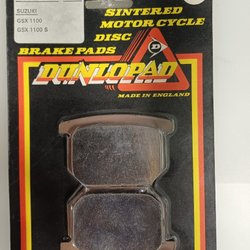 SUZUKI
GSX 1100
GSX 1100 S
SINTERED
MOTOR CYCLE
DISC
BRAKE PADS
DUNLOPAD
MADE IN ENGLAND